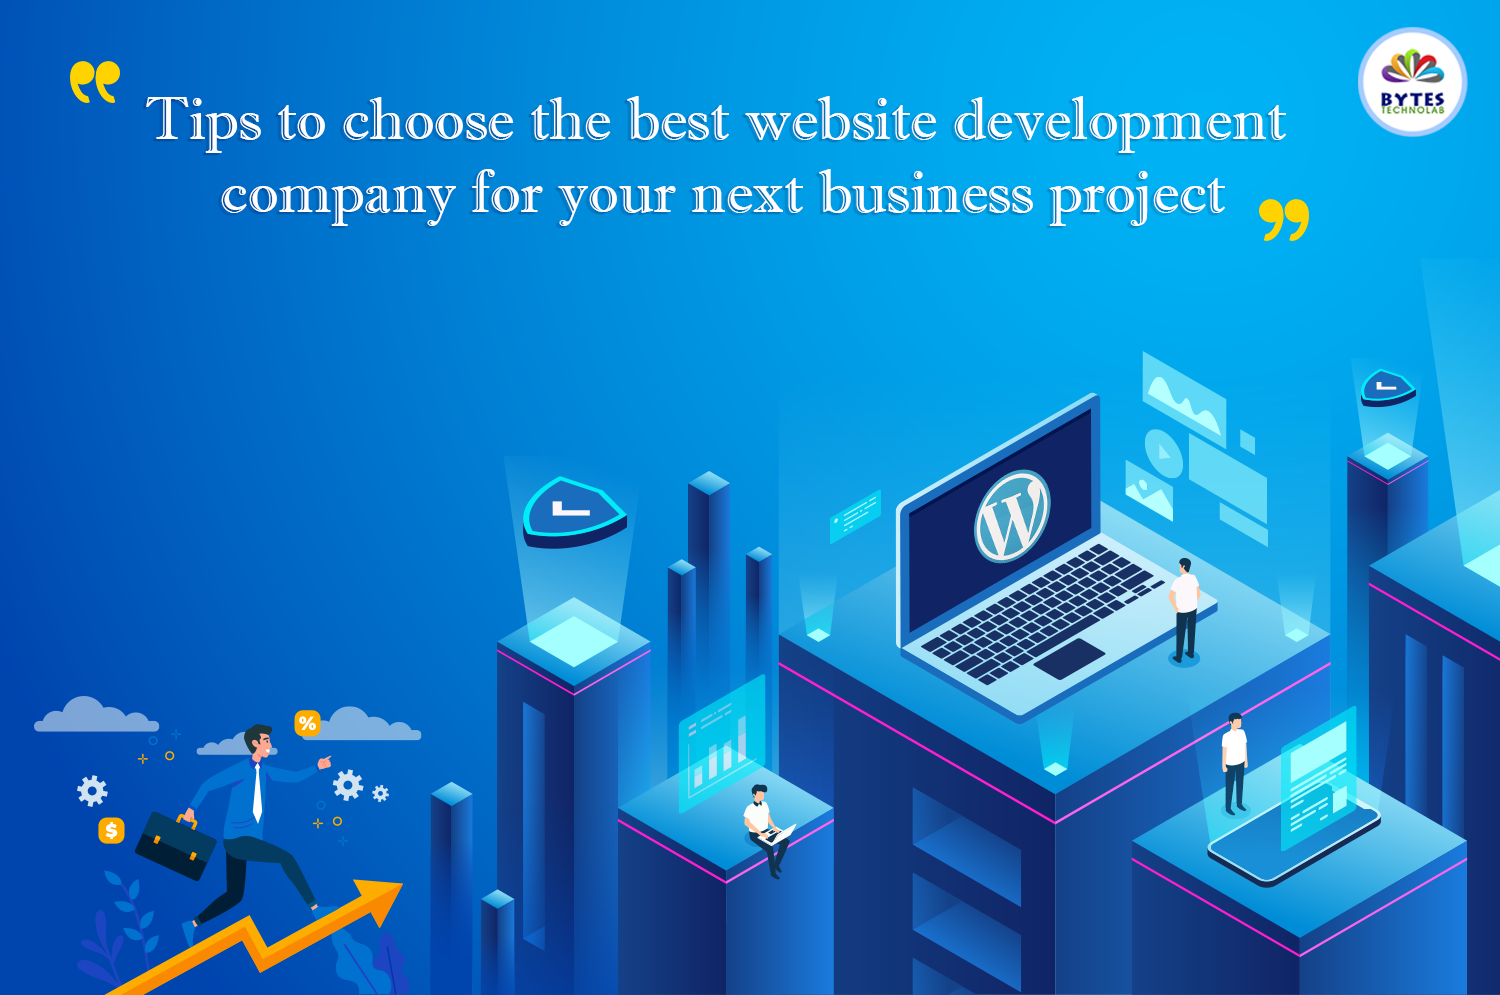 “ Tips to choose the best website development
company for your next business project ”
BYTES
TECHNOLAB
W
%
$